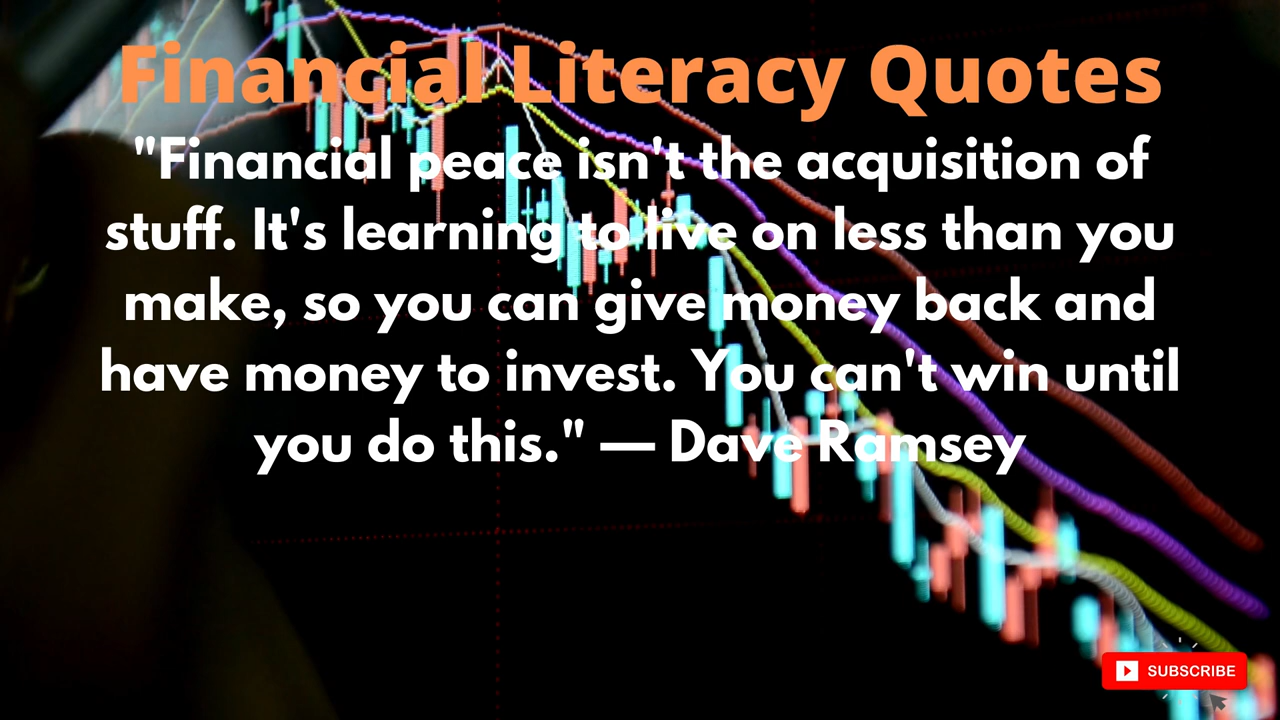 Financial Literacy Quotes
"Financial peace isn't the acquisition of
stuff. It's learning to live on less than you
make, so you can give money back and
have money to invest. You can't win until
you do this." — Dave Ramsey
SUBSCRIBE